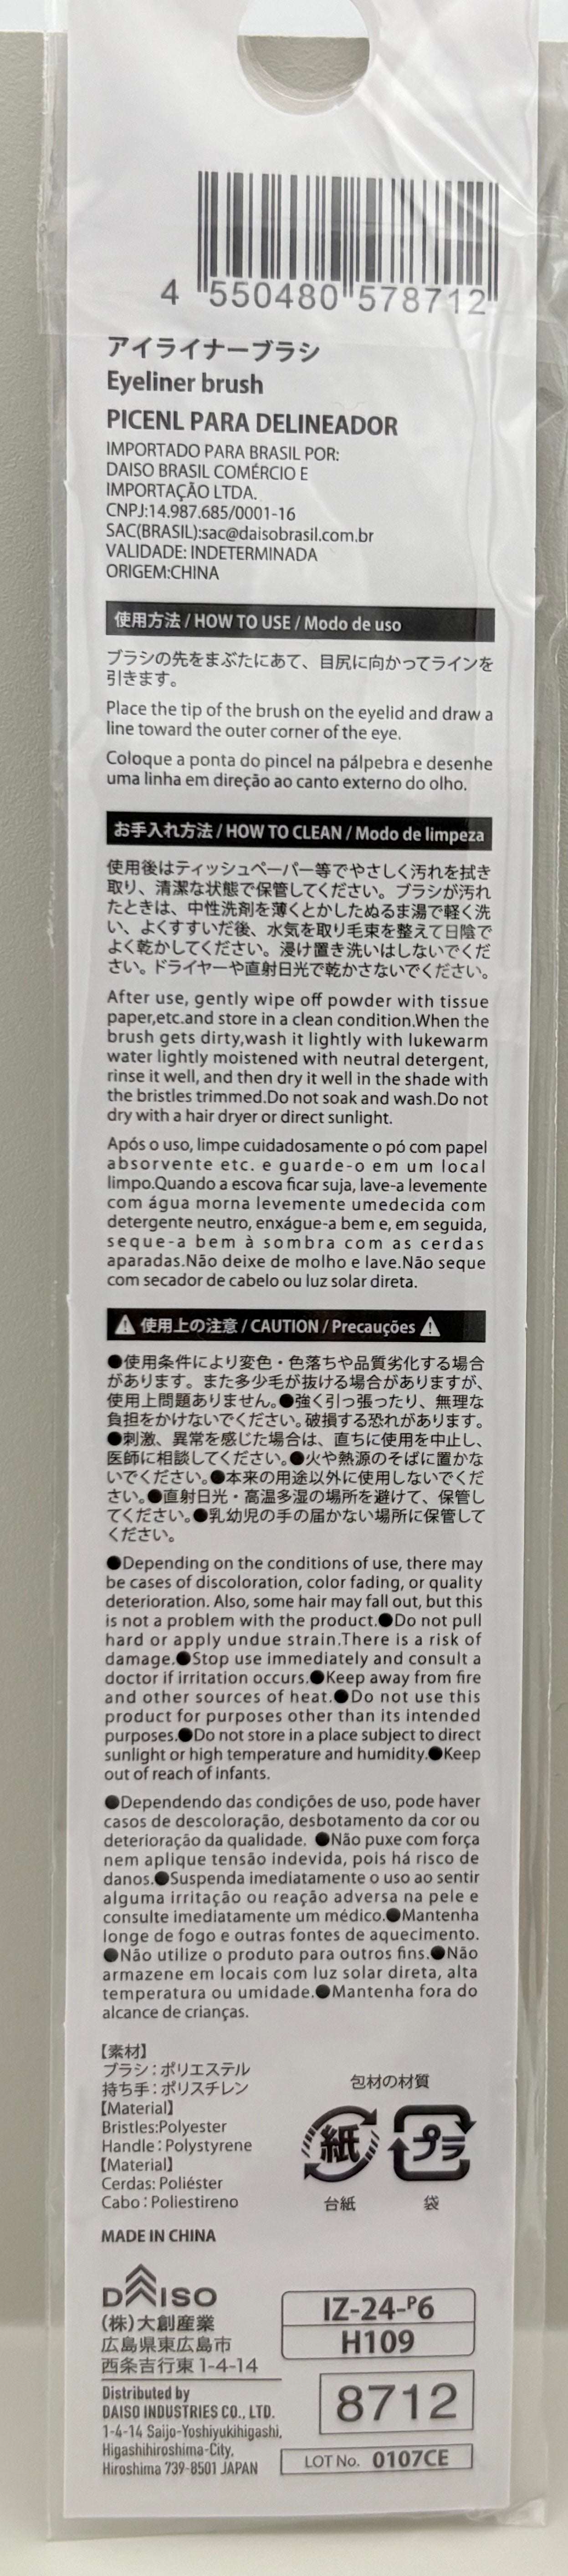 4 550480 578712
アイライナーブラシ
Eyeliner brush
PICENL PARA DELINEADOR
IMPORTADO PARA BRASIL POR:
DAISO BRASIL COMÉRCIO E
IMPORTAÇÃO LTDA.
CNPJ:14.987.685/0001-16
SAC(BRASIL):sac@daisobrasil.com.br
VALIDADE: INDETERMINADA
ORIGEM:CHINA
使用方法 / HOW TO USE / Modo de uso
ブラシの先をまぶたにあて、目尻に向かってラインを
引きます。
Place the tip of the brush on the eyelid and draw a
line toward the outer corner of the eye.
Coloque a ponta do pincel na pálpebra e desenhe
uma linha em direção ao canto externo do olho.
お手入れ方法 / HOW TO CLEAN / Modo de limpeza
使用後はティッシュペーパー等でやさしく汚れを拭き
取り、清潔な状態で保管してください。ブラシが汚れ
たときは、中性洗剤を薄くとかしたぬるま湯で軽く洗
い、よくすすいだ後、水気を取り毛束を整えて日陰で
よく乾かしてください。浸け置き洗いはしないでくだ
さい。ドライヤーや直射日光で乾かさないでください。
After use, gently wipe off powder with tissue
paper,etc.and store in a clean condition.When the
brush gets dirty,wash it lightly with lukewarm
water lightly moistened with neutral detergent,
rinse it well, and then dry it well in the shade with
the bristles trimmed.Do not soak and wash.Do not
dry with a hair dryer or direct sunlight.
Após o uso, limpe cuidadosamente o pó com papel
absorvente etc. e guarde-o em um local
limpo.Quando a escova ficar suja, lave-a levemente
com água morna levemente umedecida com
detergente neutro, enxágue-a bem e, em seguida,
seque-a bem à sombra com as cerdas
aparadas.Não deixe de molho e lave.Não seque
com secador de cabelo ou luz solar direta.
⚠ 使用上の注意 / CAUTION / Precauções ⚠
●使用条件により変色・色落ちや品質劣化する場合
があります。また多少毛が抜ける場合がありますが、
使用上問題ありません。●強く引っ張ったり、無理な
負担をかけないでください。破損する恐れがあります。
●刺激、異常を感じた場合は、直ちに使用を中止し、
医師に相談してください。●火や熱源のそばに置かな
いでください。●本来の用途以外に使用しないでくだ
さい。●直射日光・高温多湿の場所を避けて、保管し
てください。●乳幼児の手の届かない場所に保管して
ください。
●Depending on the conditions of use, there may
be cases of discoloration, color fading, or quality
deterioration. Also, some hair may fall out, but this
is not a problem with the product.●Do not pull
hard or apply undue strain.There is a risk of
damage.●Stop use immediately and consult a
doctor if irritation occurs.●Keep away from fire
and other sources of heat.●Do not use this
product for purposes other than its intended
purposes.●Do not store in a place subject to direct
sunlight or high temperature and humidity.●Keep
out of reach of infants.
●Dependendo das condições de uso, pode haver
casos de descoloração, desbotamento da cor ou
deterioração da qualidade. ●Não puxe com força
nem aplique tensão indevida, pois há risco de
danos.●Suspenda imediatamente o uso ao sentir
alguma irritação ou reação adversa na pele e
consulte imediatamente um médico.●Mantenha
longe de fogo e outras fontes de aquecimento.
●Não utilize o produto para outros fins.●Não
armazene em locais com luz solar direta, alta
temperatura ou umidade.●Mantenha fora do
alcance de crianças.
【素材】
ブラシ：ポリエステル
持ち手：ポリスチレン
【Material】
Bristles:Polyester
Handle：Polystyrene
【Material】
Cerdas: Poliéster
Cabo：Poliestireno
包材の材質
紙 プラ
台紙 袋
MADE IN CHINA
DAISO
(株)大創産業
広島県東広島市
西条吉行東 1-4-14
Distributed by
DAISO INDUSTRIES CO., LTD.
1-4-14 Saijo-Yoshiyukihigashi,
Higashihiroshima-City,
Hiroshima 739-8501 JAPAN
IZ-24-P6
H109
8712
LOT No. 0107CE